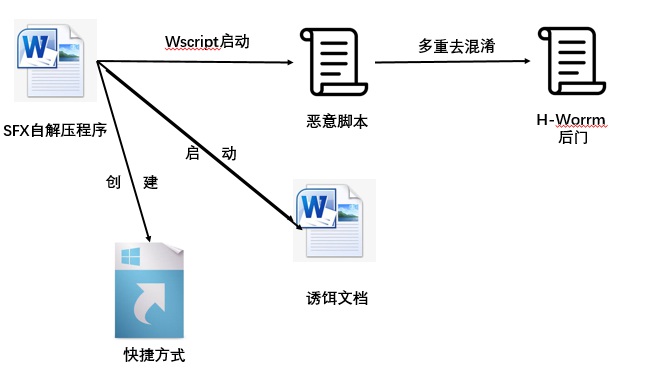 Wscript启动
多重去混淆
SFX自解压程序
恶意脚本
H-Worrm
后门
启 动
创 建
诱饵文档
快捷方式